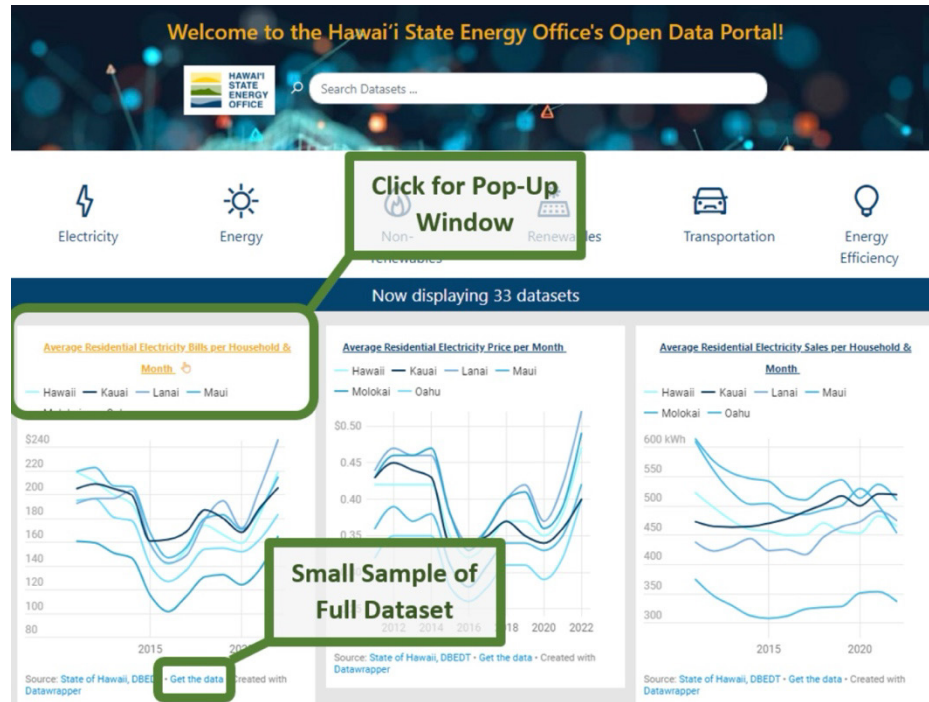 Welcome to the Hawai‘i State Energy Office's Open Data Portal!
HAWAI‘I
STATE
ENERGY
OFFICE
Search Datasets ...
Click for Pop-Up
Window
Electricity
Energy
Non-
renewables
Renewables
Transportation
Energy
Efficiency
Now displaying 33 datasets
Average Residential Electricity Bills per Household &
Month
Hawaii Kauai Lanai Maui
Molokai Oahu
$240
220
200
180
160
140
120
100
80
2015
Source: State of Hawaii, DBEDT • Get the data • Created with
Datawrapper
Average Residential Electricity Price per Month
Hawaii Kauai Lanai Maui
Molokai Oahu
$0.50
0.45
0.40
0.35
2012 2014 2016 2018 2020 2022
Source: State of Hawaii, DBEDT • Get the data • Created with
Datawrapper
Average Residential Electricity Sales per Household &
Month
Hawaii Kauai Lanai Maui
Molokai Oahu
600 kWh
550
500
450
400
350
300
2015 2020
Source: State of Hawaii, DBEDT • Get the data • Created with
Datawrapper
Small Sample of
Full Dataset